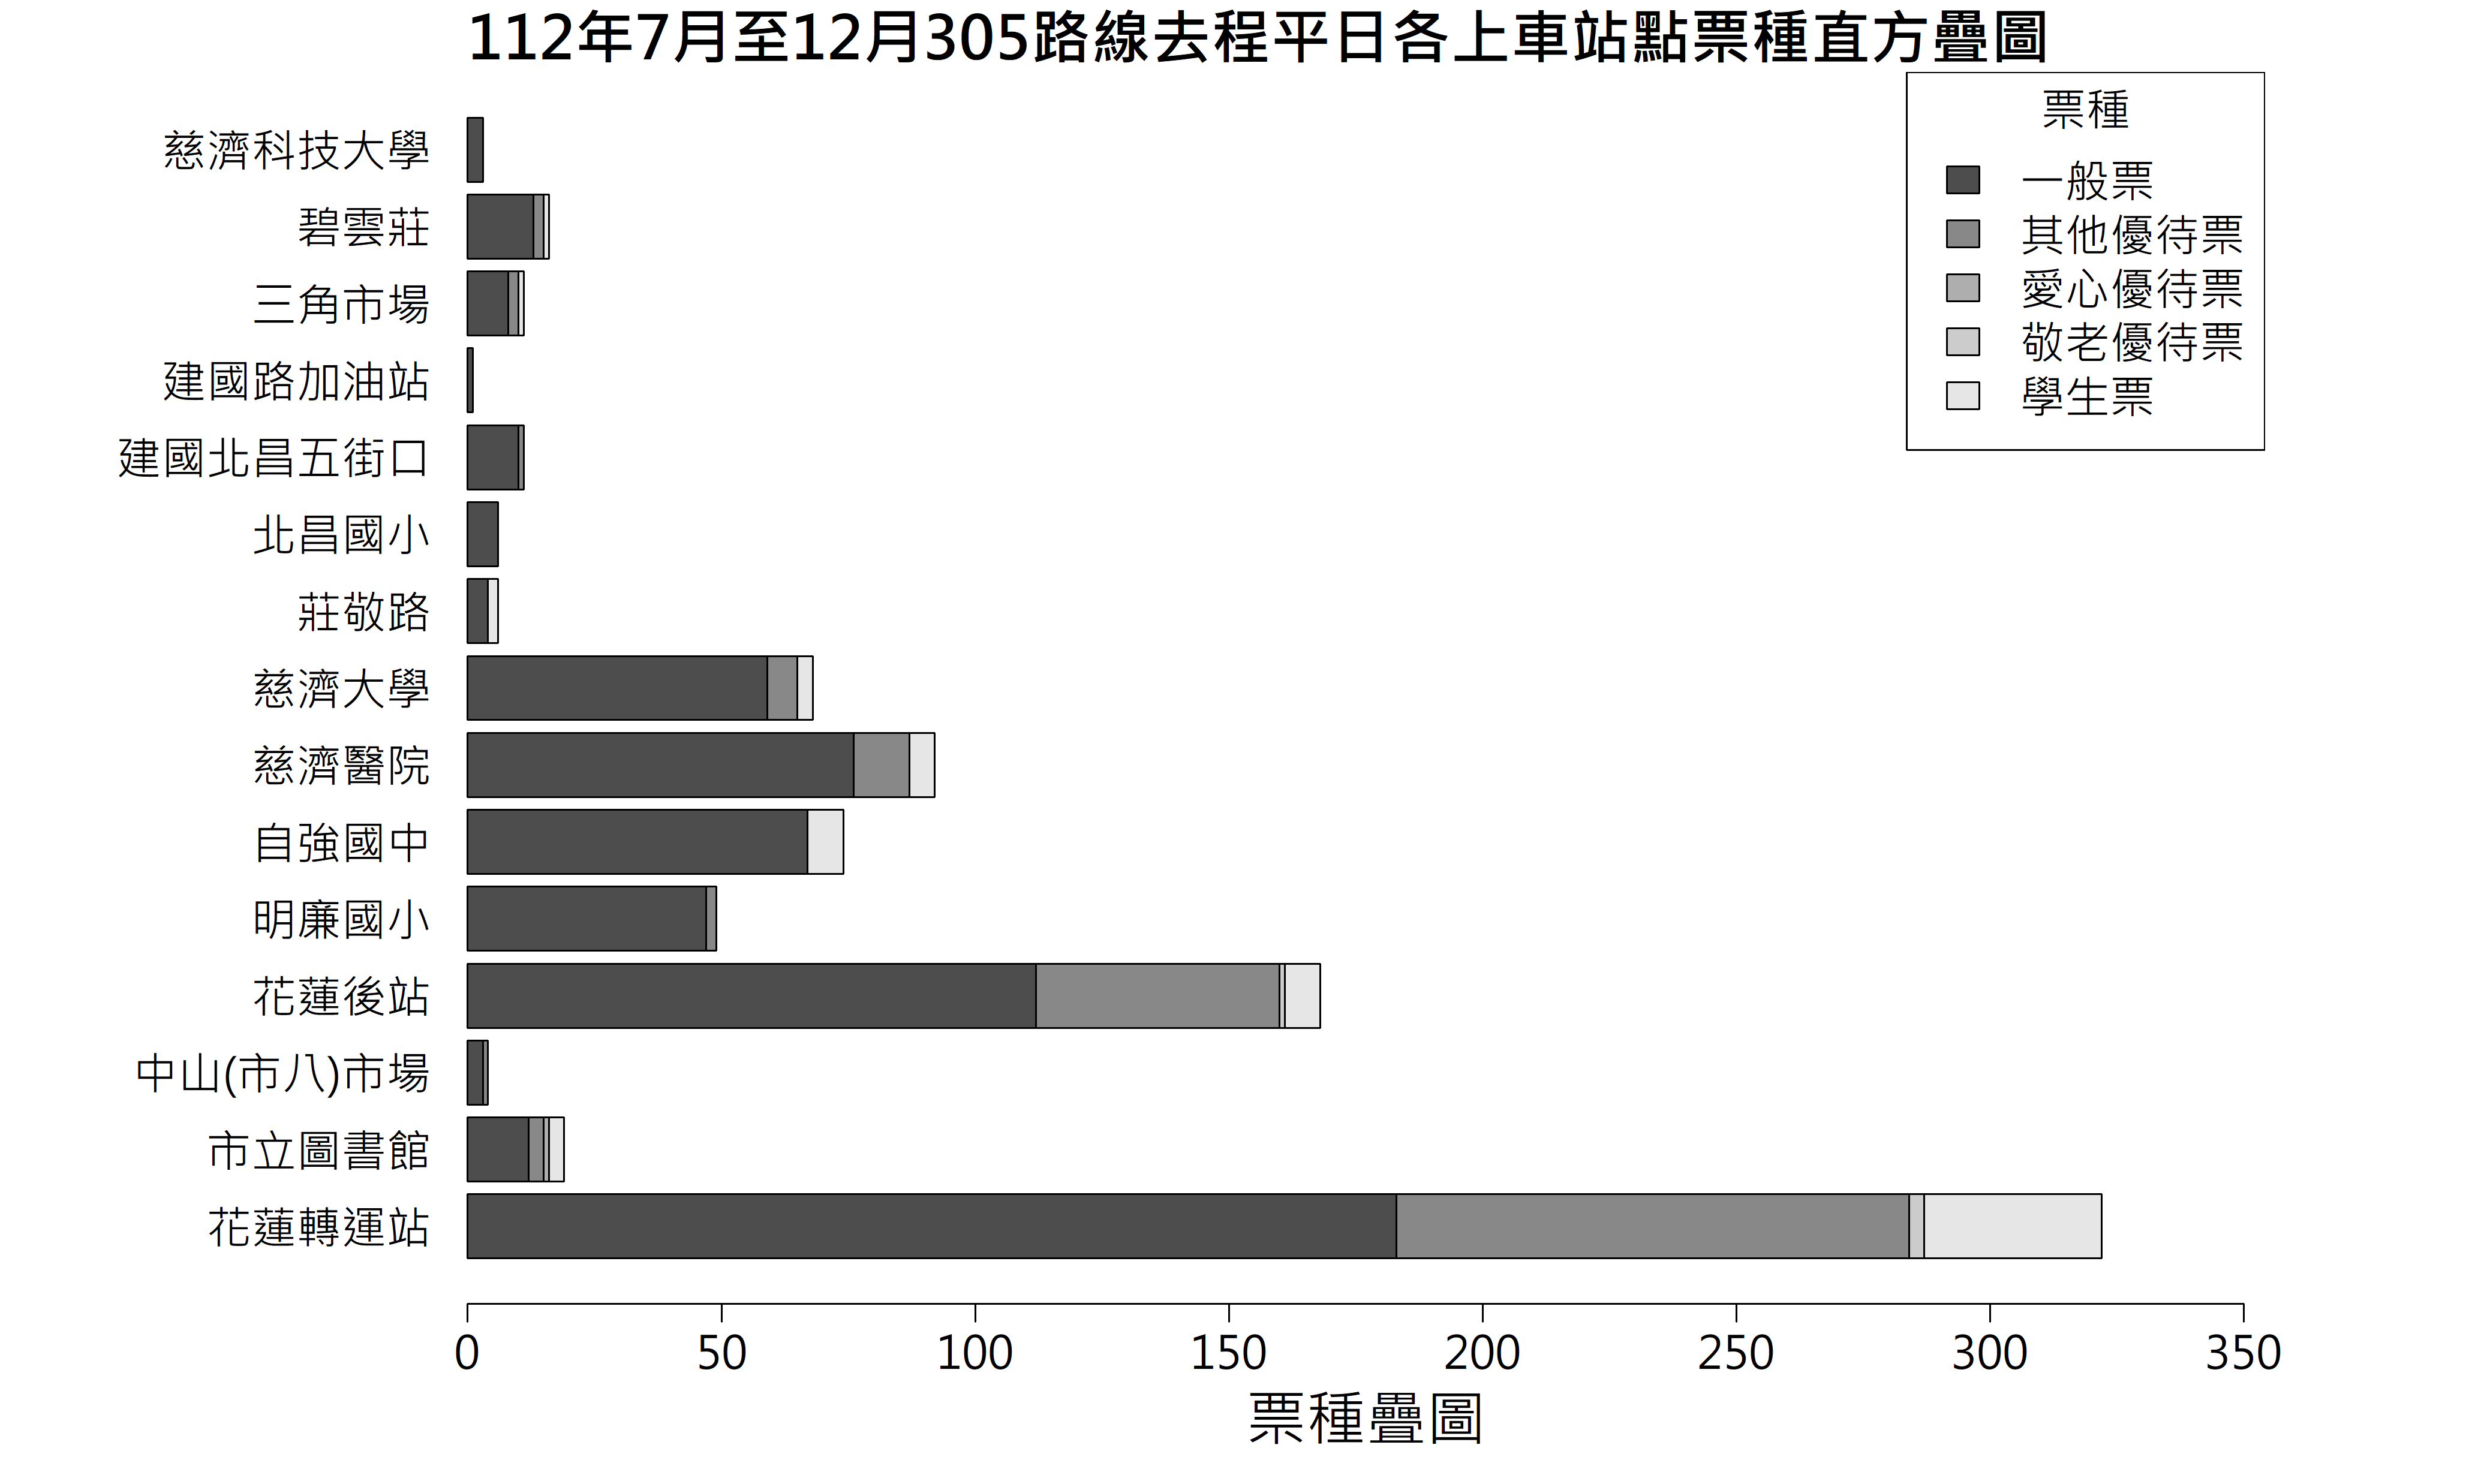 112年7月至12月305路線去程平日各上車站點票種直方疊圖
票種
一般票
其他優待票
愛心優待票
敬老優待票
學生票
慈濟科技大學
碧雲莊
三角市場
建國路加油站
建國北昌五街口
北昌國小
莊敬路
慈濟大學
慈濟醫院
自強國中
明廉國小
花蓮後站
中山(市八)市場
市立圖書館
花蓮轉運站
0 50 100 150 200 250 300 350
票種疊圖